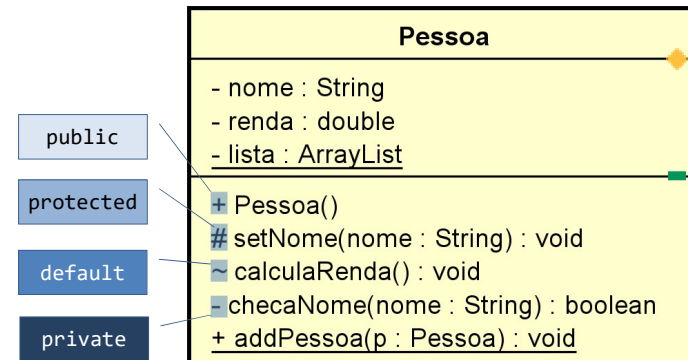 Pessoa
- nome : String
- renda : double
- lista : ArrayList
public
protected
default
private
+ Pessoa()
# setNome(nome : String) : void
~ calculaRenda() : void
-checaNome(nome : String) : boolean
+ addPessoa(p : Pessoa) : void